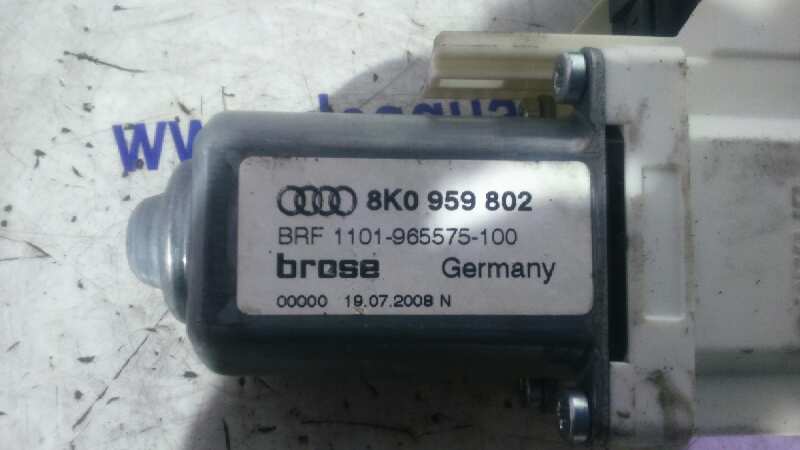 8K0 959 802
BRF 1101-965575-100
brose Germany
00000 19.07.2008 N